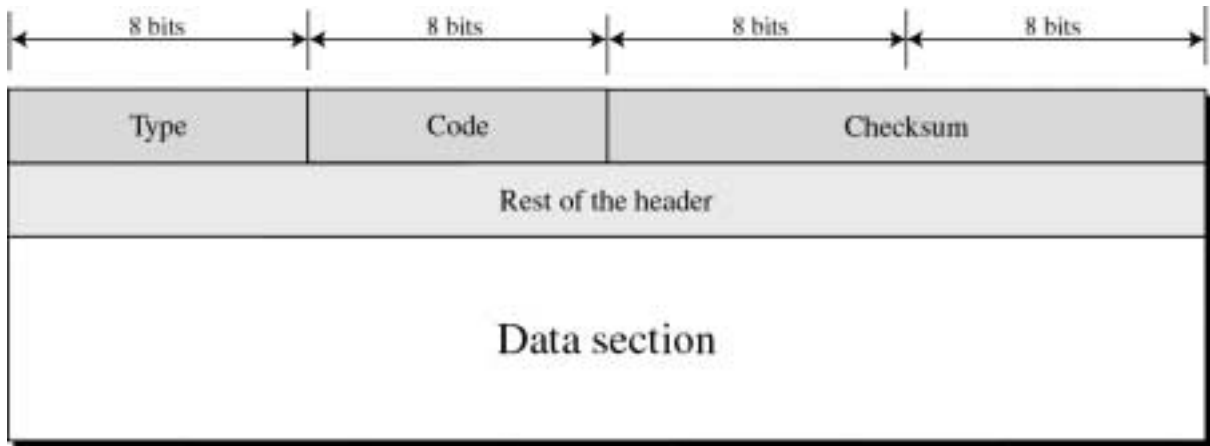 8 bits 8 bits 8 bits 8 bits
Type Code Checksum
Rest of the header
Data section